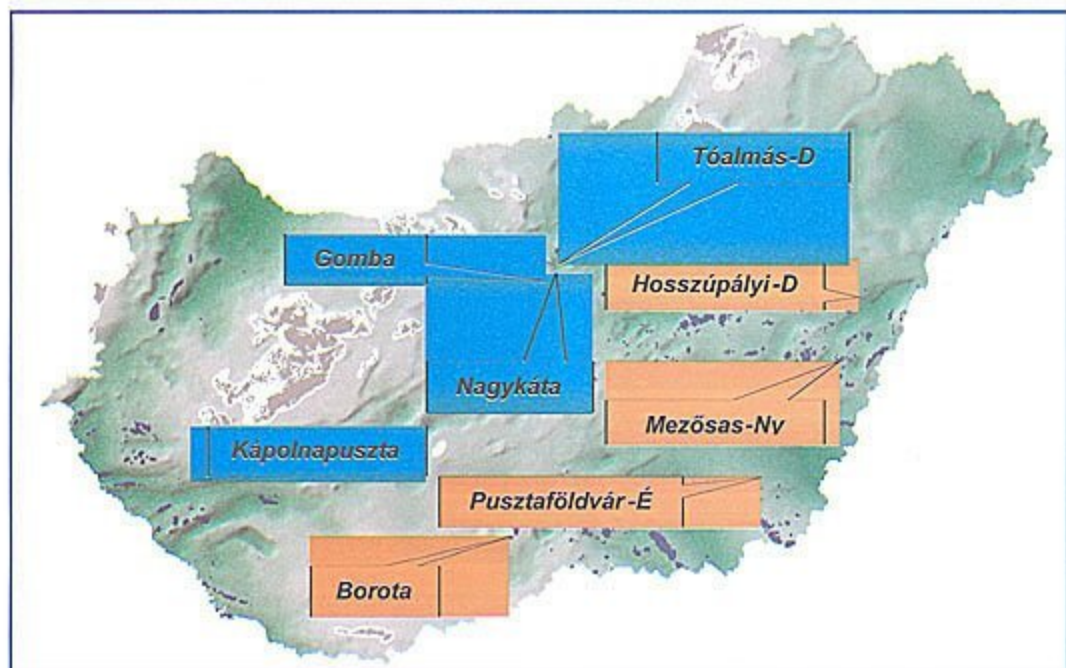 Tóalmás-D
Gomba
Hosszúpályi-D
Nagykáta
Mezősas-Ny
Kápolnapuszta
Pusztaföldvár-É
Borota